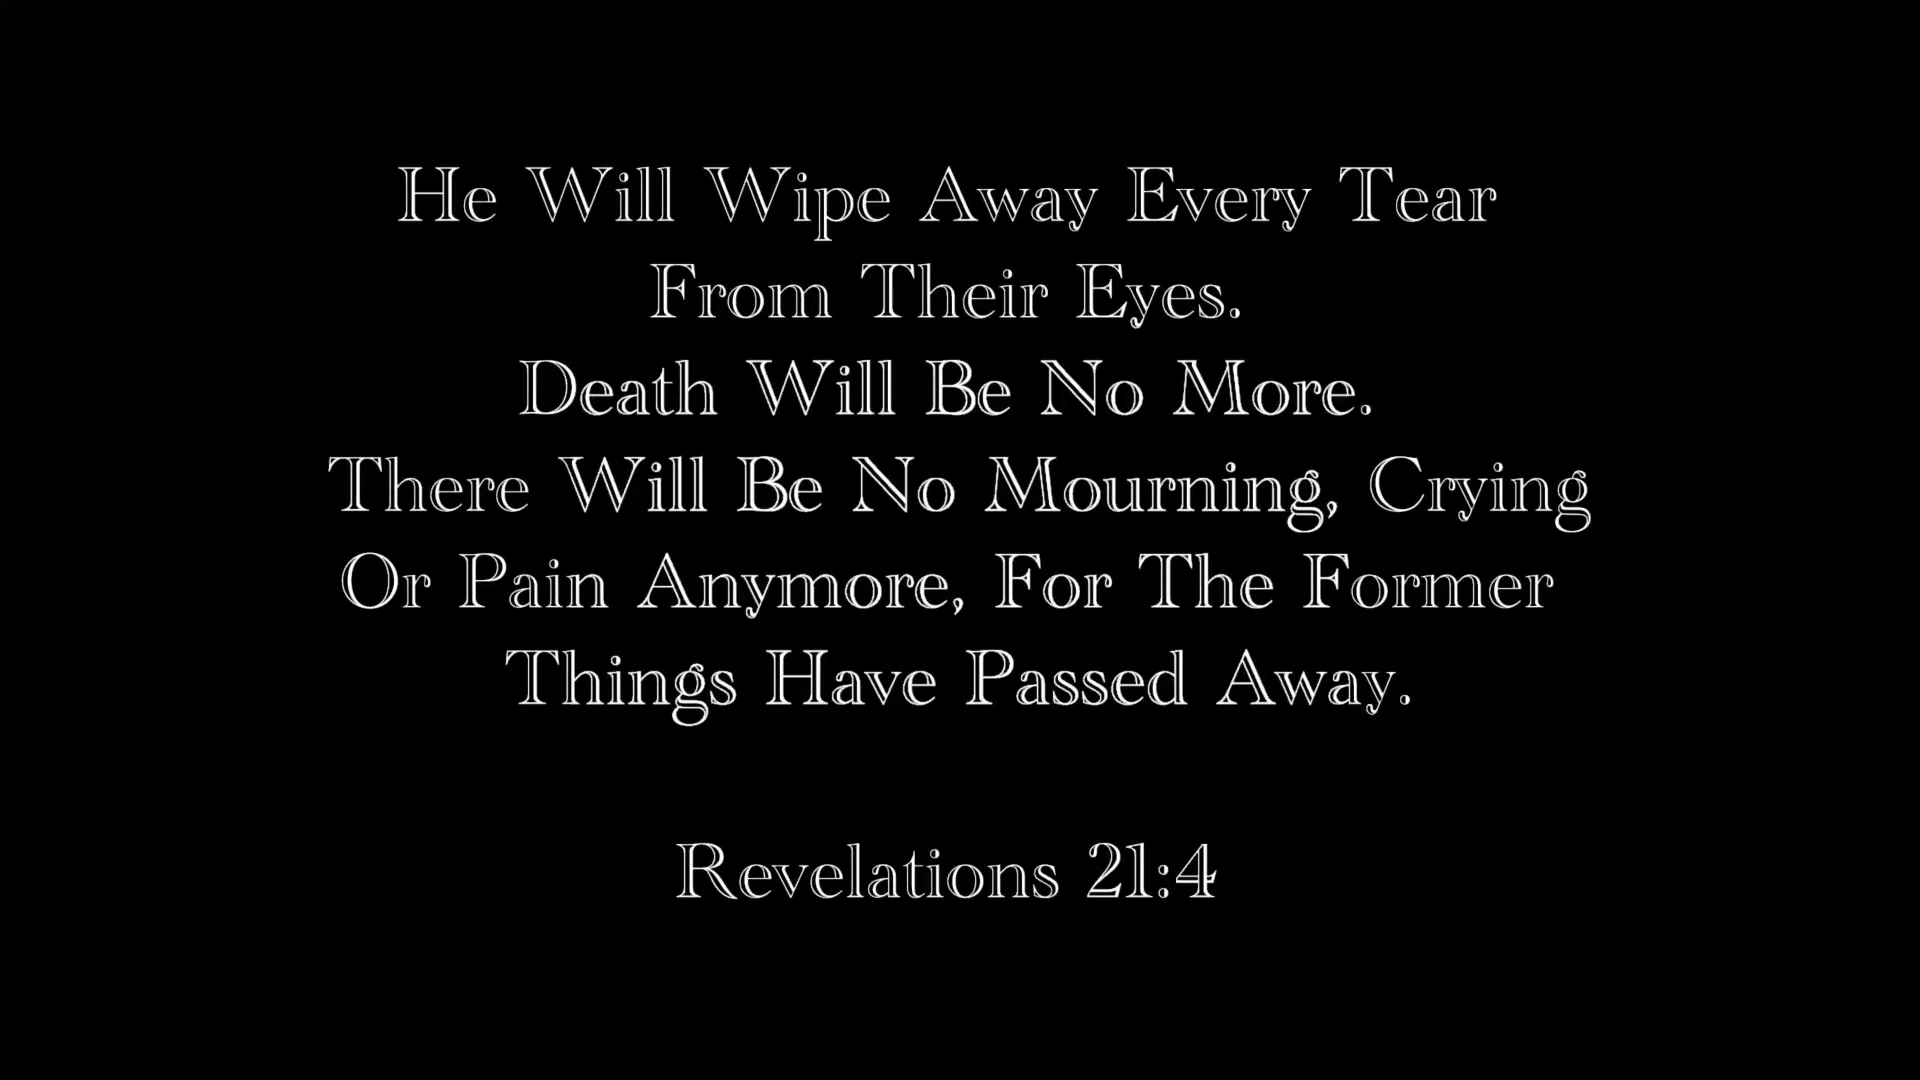 He Will Wipe Away Every Tear
From Their Eyes.
Death Will Be No More.
There Will Be No Mourning, Crying
Or Pain Anymore, For The Former
Things Have Passed Away.
Revelations 21:4